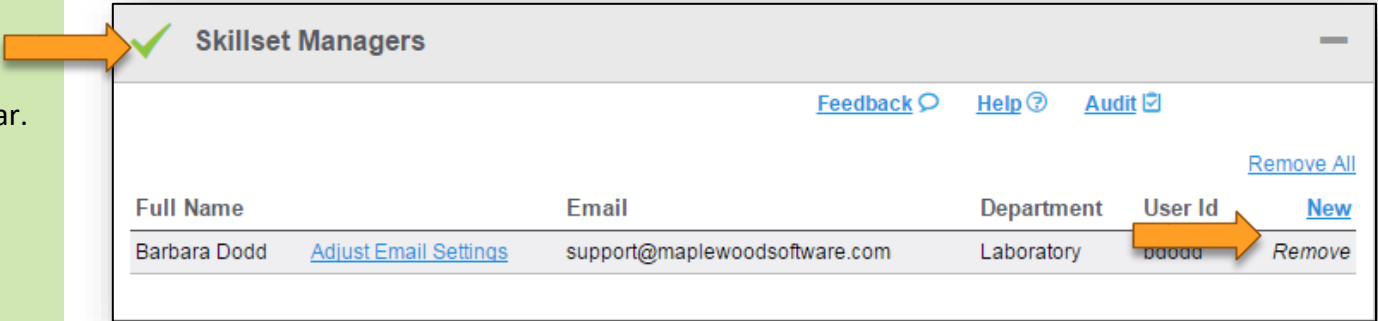 Skillset Managers
ar.
Feedback Help Audit
Remove All
Full Name Email Department User Id New
Barbara Dodd Adjust Email Settings support@maplewoodsoftware.com Laboratory Remove